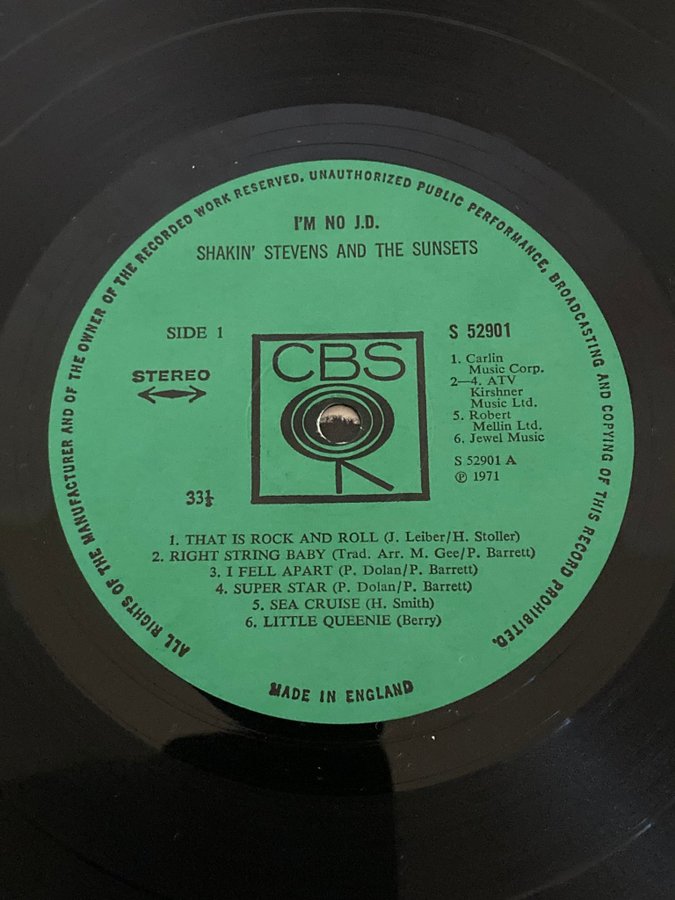 ALL RIGHTS OF THE MANUFACTURER AND OF THE OWNER OF THE RECORDED WORK RESERVED. UNAUTHORIZED PUBLIC PERFORMANCE, BROADCASTING AND COPYING OF THIS RECORD PROHIBITED.
I'M NO J.D.
SHAKIN' STEVENS AND THE SUNSETS
SIDE 1
STEREO
33⅓
CBS
S 52901
1. Carlin
Music Corp.
2—4. ATV
Kirshner
Music Ltd.
5. Robert
Mellin Ltd.
6. Jewel Music
S 52901 A
℗ 1971
1. THAT IS ROCK AND ROLL (J. Leiber/H. Stoller)
2. RIGHT STRING BABY (Trad. Arr. M. Gee/P. Barrett)
3. I FELL APART (P. Dolan/P. Barrett)
4. SUPER STAR (P. Dolan/P. Barrett)
5. SEA CRUISE (H. Smith)
6. LITTLE QUEENIE (Berry)
MADE IN ENGLAND